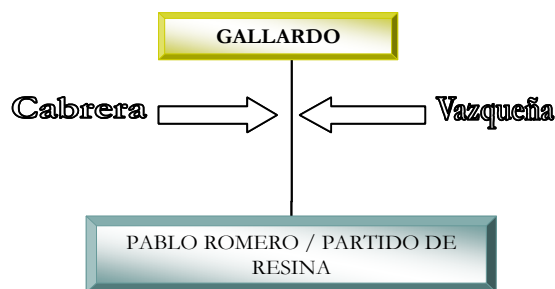 GALLARDO
Cabrera
Vazqueña
PABLO ROMERO / PARTIDO DE
RESINA